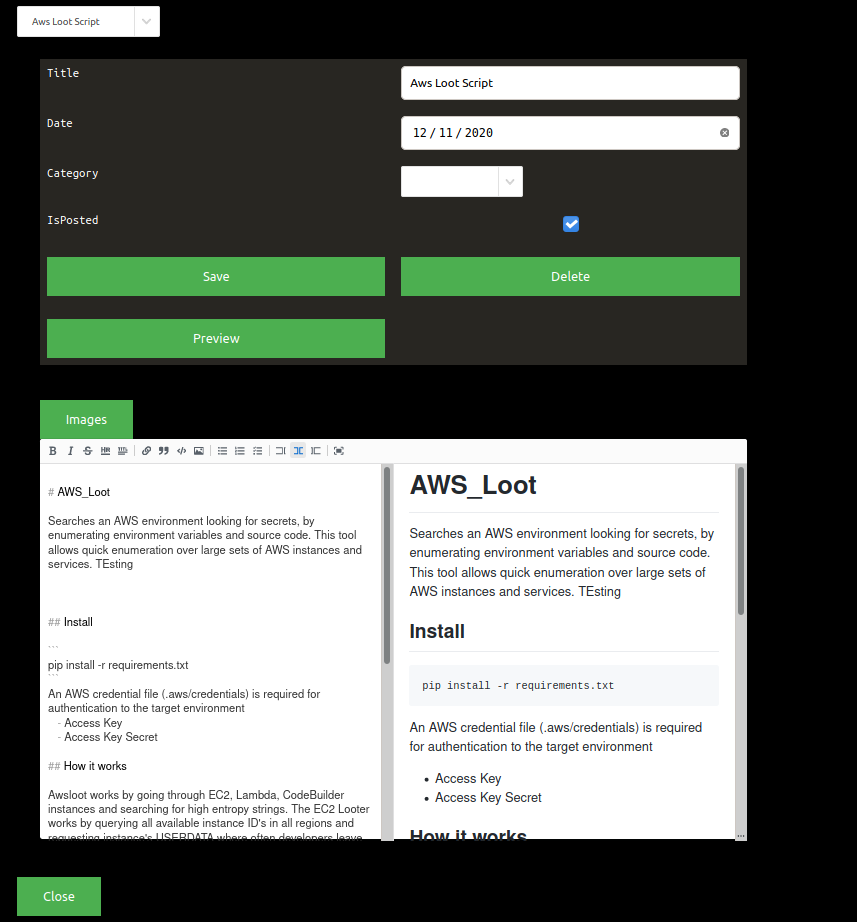 Aws Loot Script
Title
Aws Loot Script
Date
12/11/2020
Category
IsPosted
Save
Delete
Preview
Images
# AWS_Loot
Searches an AWS environment looking for secrets, by
enumerating environment variables and source code. This tool
allows quick enumeration over large sets of AWS instances and
services. TEsting
## Install
```
pip install -r requirements.txt
```
An AWS credential file (.aws/credentials) is required for
authentication to the target environment
- Access Key
- Access Key Secret
## How it works
Awsloot works by going through EC2, Lambda, CodeBuilder
instances and searching for high entropy strings. The EC2 Looter
works by querying all available instance ID's in all regions and
requesting instance's USERDATA where often developers leave
AWS_Loot
Searches an AWS environment looking for secrets, by
enumerating environment variables and source code.
This tool allows quick enumeration over large sets of
AWS instances and services. TEsting
Install
pip install -r requirements.txt
An AWS credential file (.aws/credentials) is required
for authentication to the target environment
• Access Key
• Access Key Secret
How it works
Close